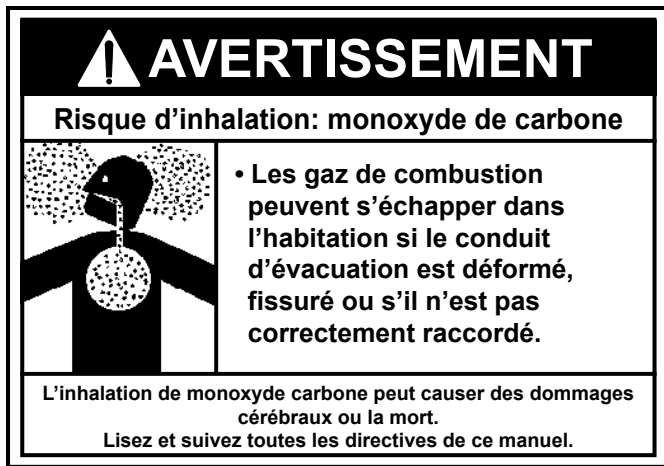 AVERTISSEMENT
Risque d’inhalation: monoxyde de carbone
• Les gaz de combustion
peuvent s’échapper dans
l’habitation si le conduit
d’évacuation est déformé,
fissuré ou s’il n’est pas
correctement raccordé.
L’inhalation de monoxyde carbone peut causer des dommages
cérébraux ou la mort.
Lisez et suivez toutes les directives de ce manuel.